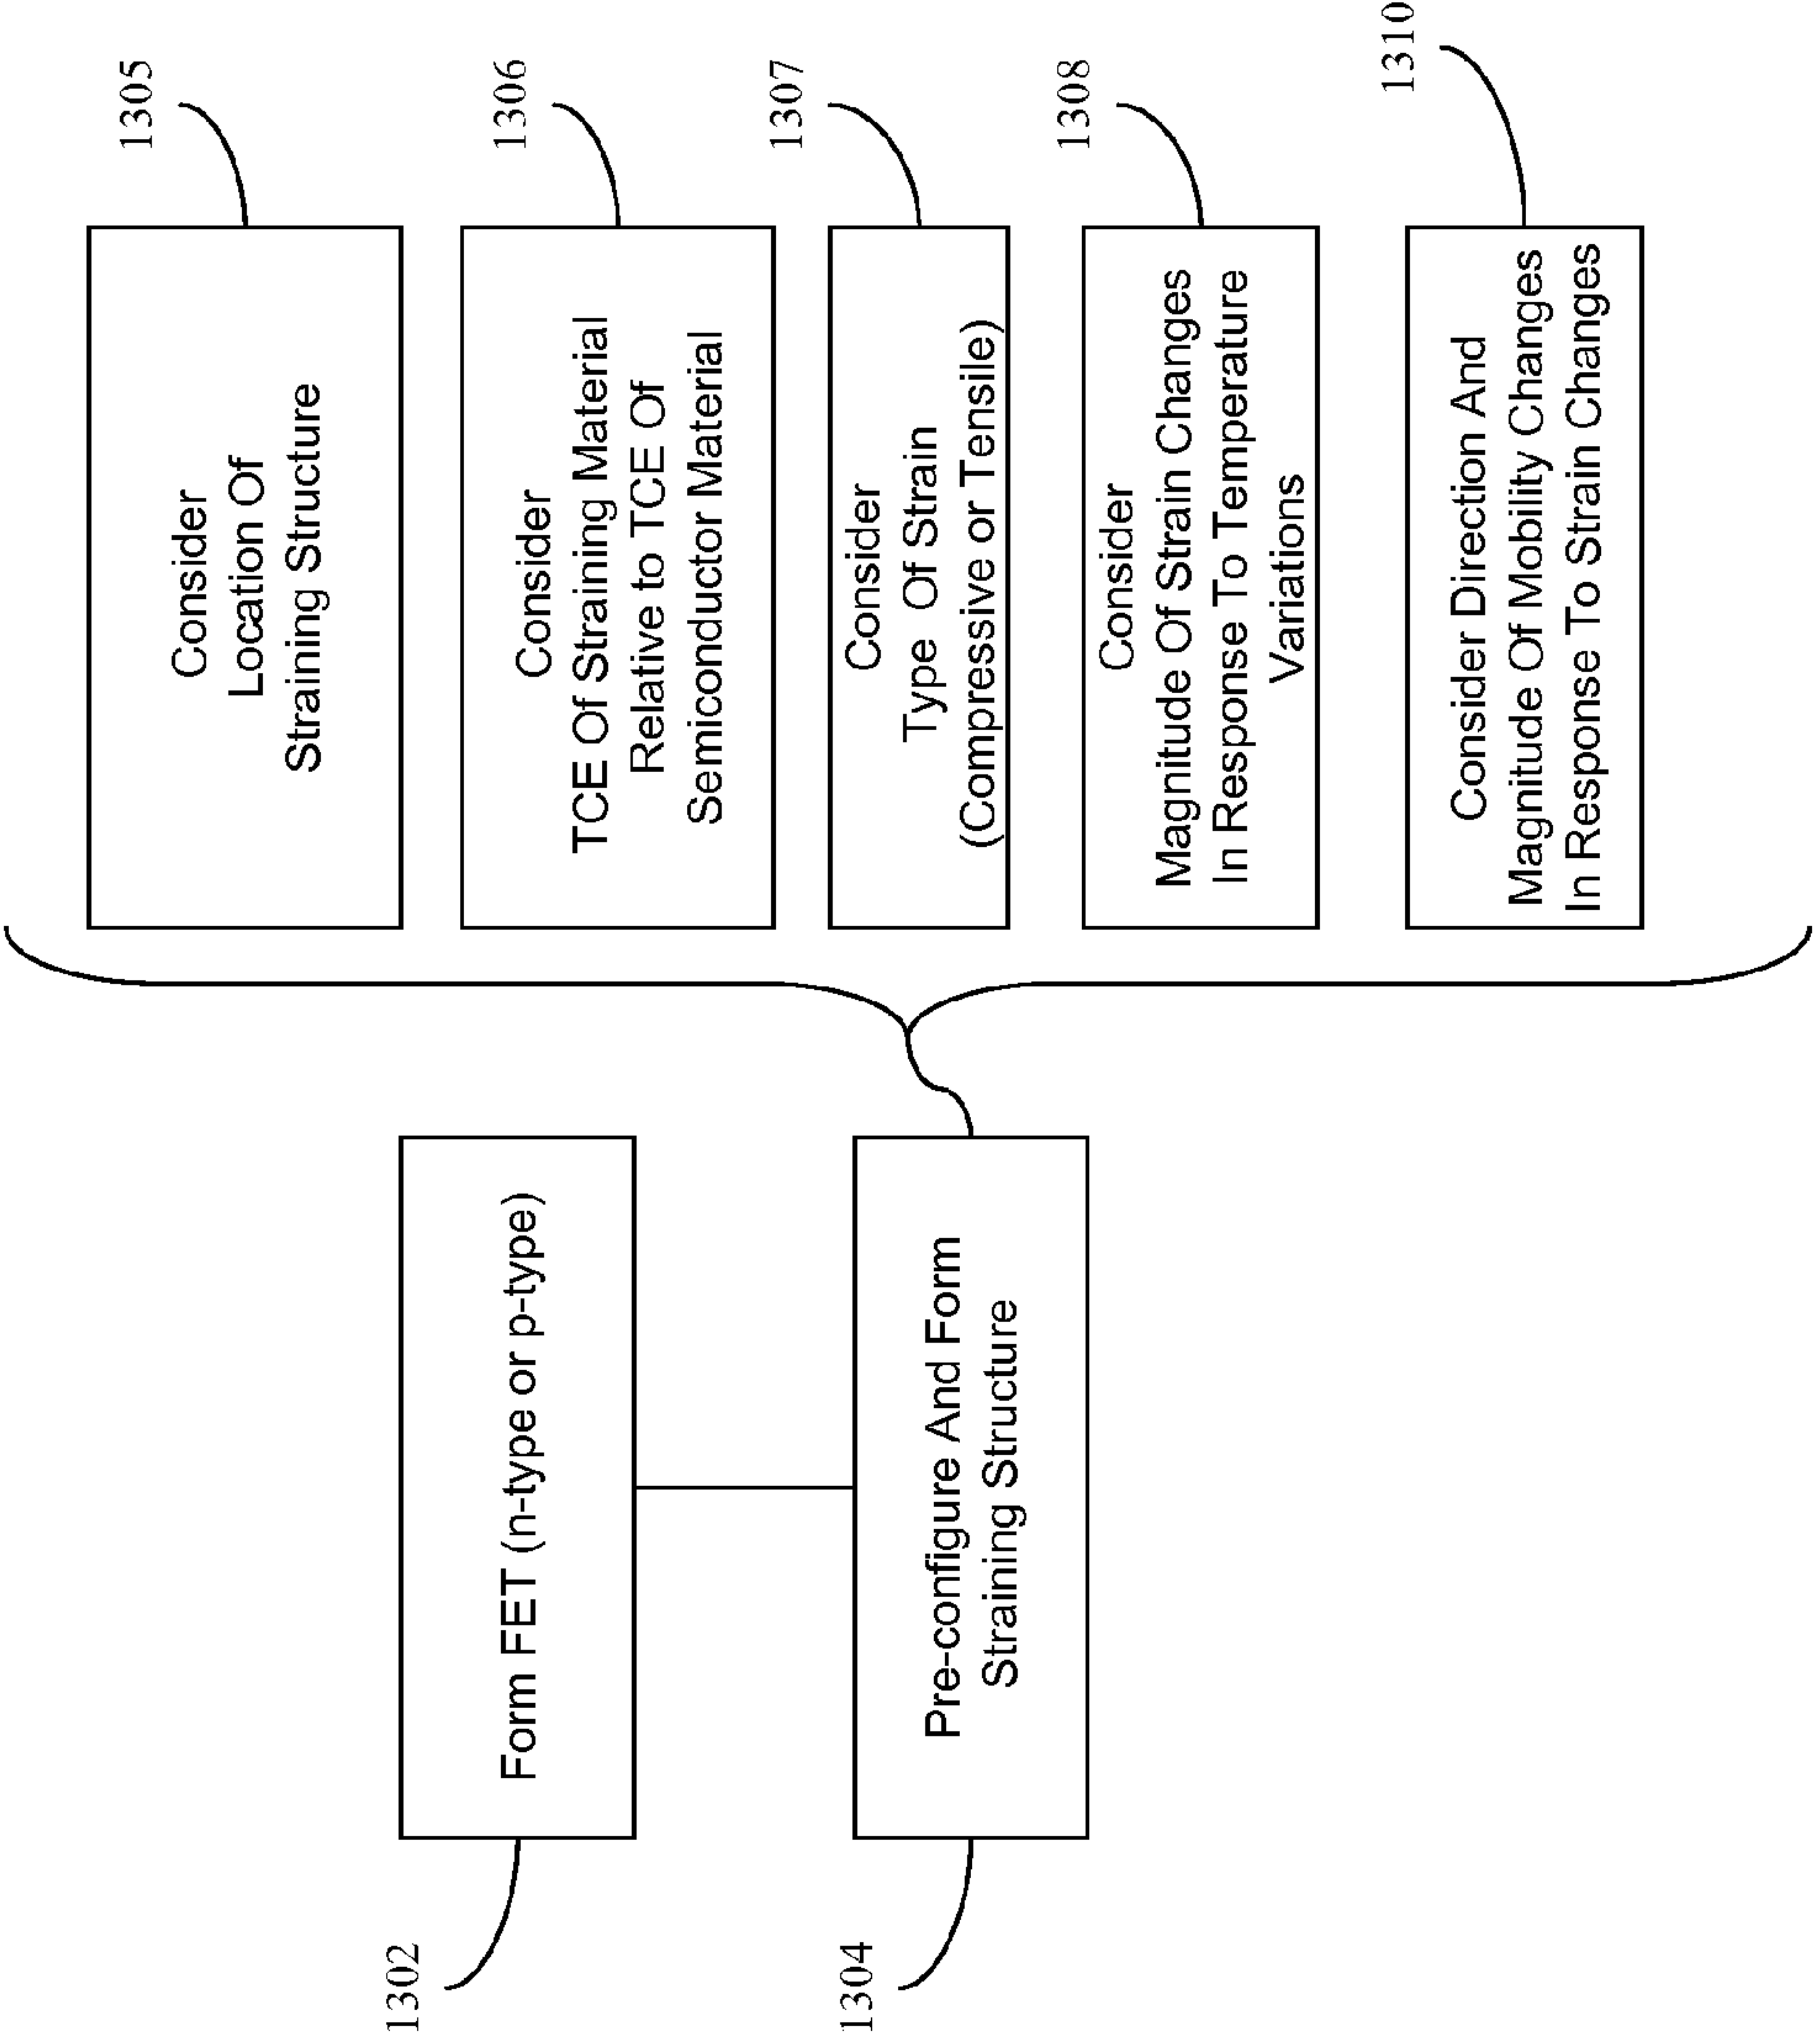 1302
Form FET (n-type or p-type)
1304
Pre-configure And Form
Straining Structure
1305
Consider
Location Of
Straining Structure
1306
Consider
TCE Of Straining Material
Relative to TCE Of
Semiconductor Material
1307
Consider
Type Of Strain
(Compressive or Tensile)
1308
Consider
Magnitude Of Strain Changes
In Response To Temperature
Variations
1310
Consider Direction And
Magnitude Of Mobility Changes
In Response To Strain Changes